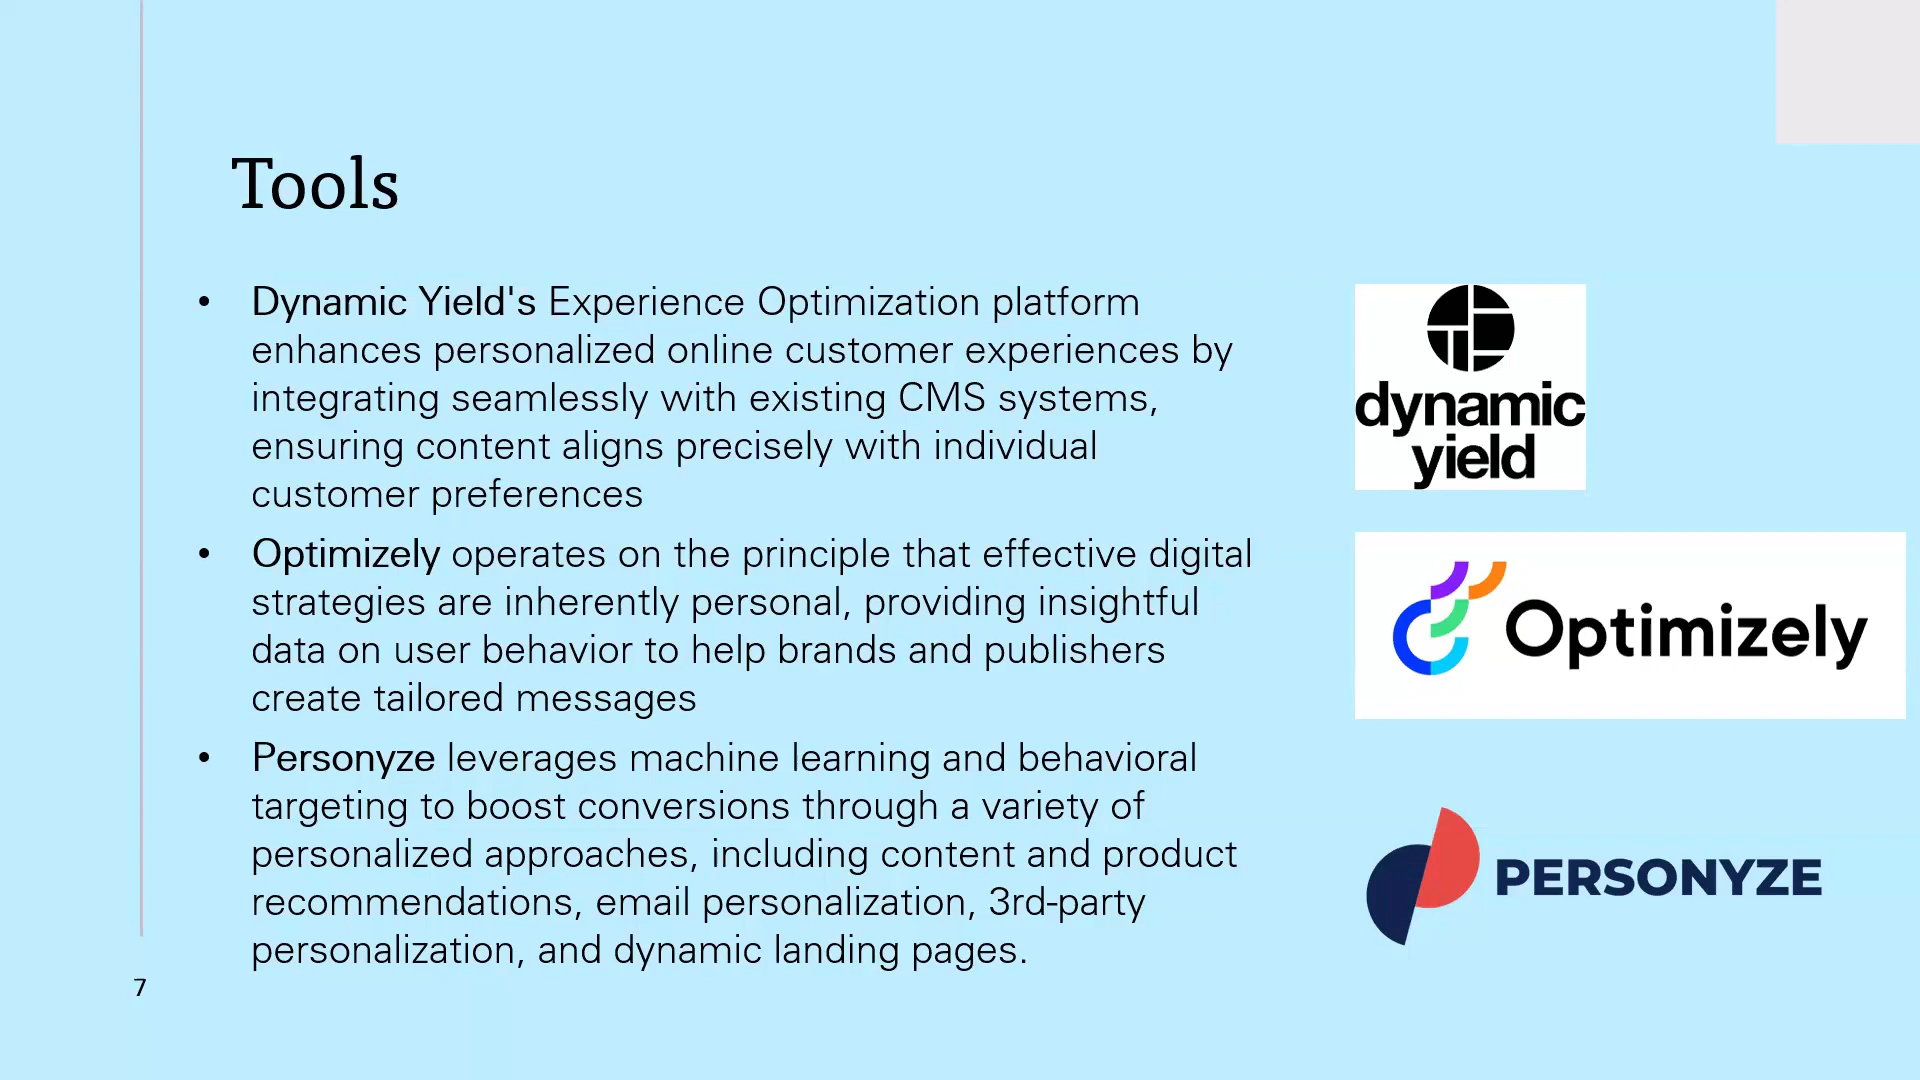 Tools
• Dynamic Yield's Experience Optimization platform
enhances personalized online customer experiences by
integrating seamlessly with existing CMS systems,
ensuring content aligns precisely with individual
customer preferences
• Optimizely operates on the principle that effective digital
strategies are inherently personal, providing insightful
data on user behavior to help brands and publishers
create tailored messages
• Personyze leverages machine learning and behavioral
targeting to boost conversions through a variety of
personalized approaches, including content and product
recommendations, email personalization, 3rd-party
personalization, and dynamic landing pages.
dynamic
yield
Optimizely
PERSONYZE
7